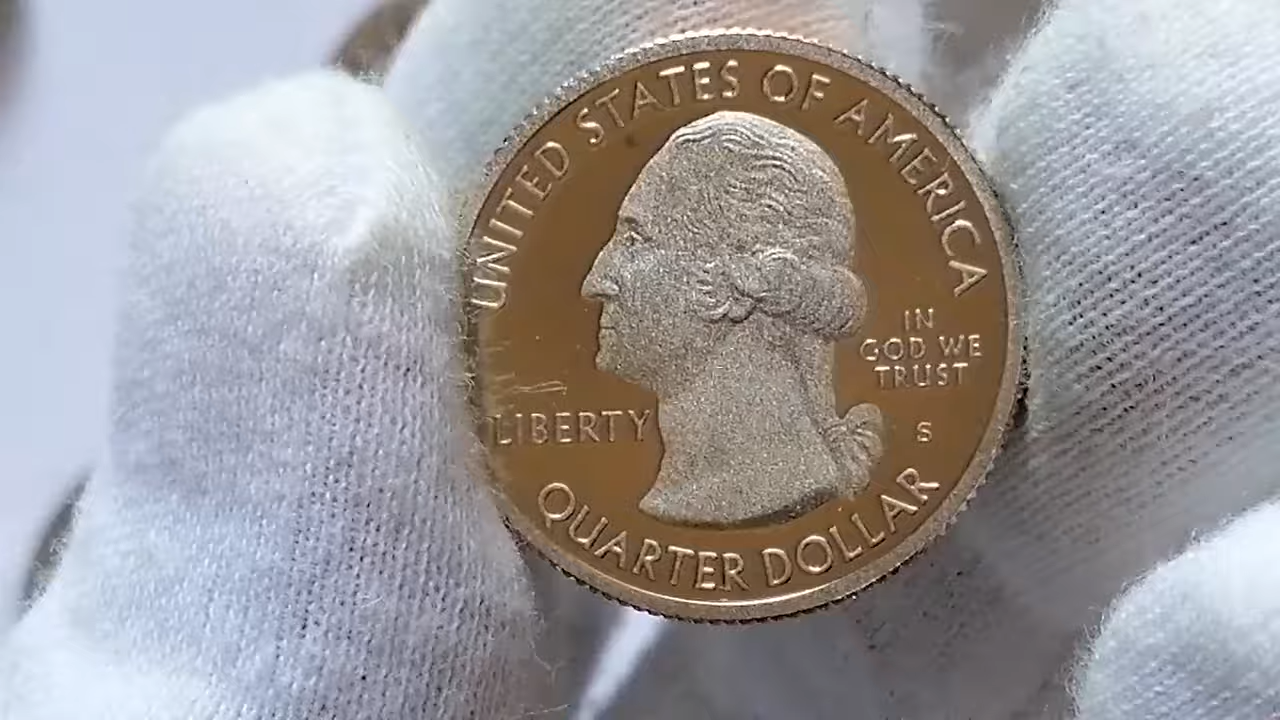 UNITED STATES OF AMERICA
IN
GOD WE
TRUST
LIBERTY
S
QUARTER DOLLAR